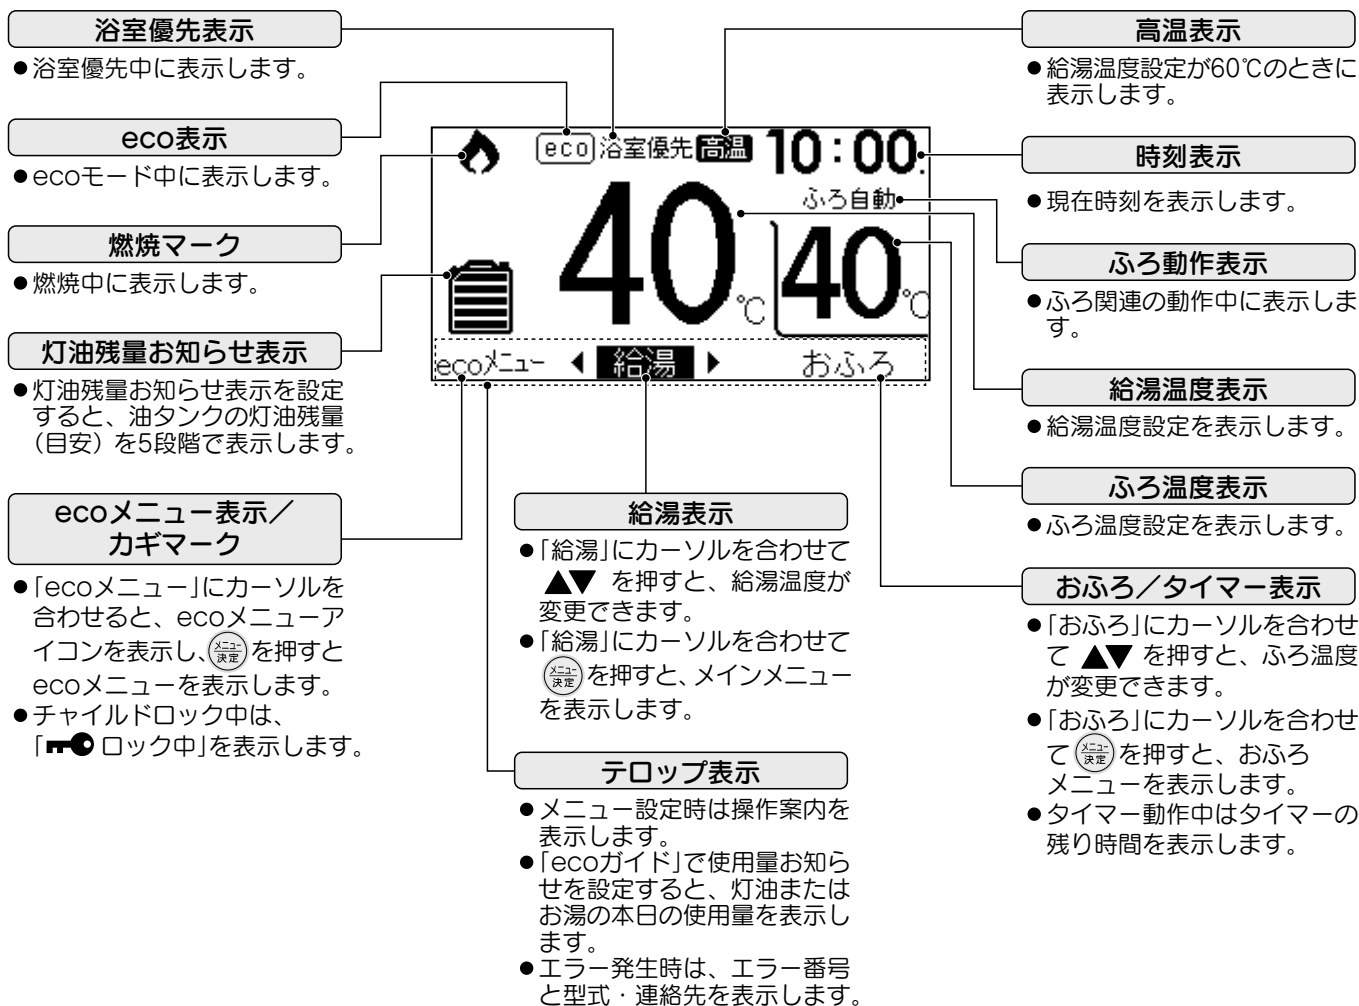 浴室優先表示
●浴室優先中に表示します。
eco表示
●ecoモード中に表示します。
燃焼マーク
●燃焼中に表示します。
灯油残量お知らせ表示
●灯油残量お知らせ表示を設定
すると、油タンクの灯油残量
（目安）を5段階で表示します。
ecoメニュー表示／
カギマーク
●「ecoメニュー」にカーソルを
合わせると、ecoメニューア
イコンを表示し、メニュー決定を押すと
ecoメニューを表示します。
●チャイルドロック中は、
「ロック中」を表示します。
eco 浴室優先 高温 10:00
ふろ自動
40℃ 40℃
ecoメニュー ◀ 給湯 ▶ おふろ
給湯表示
●「給湯」にカーソルを合わせて
▲▼ を押すと、給湯温度が
変更できます。
●「給湯」にカーソルを合わせて
メニュー決定を押すと、メインメニュー
を表示します。
テロップ表示
●メニュー設定時は操作案内を
表示します。
●「ecoガイド」で使用量お知ら
せを設定すると、灯油または
お湯の本日の使用量を表示し
ます。
●エラー発生時は、エラー番号
と型式・連絡先を表示します。
高温表示
●給湯温度設定が60℃のときに
表示します。
時刻表示
●現在時刻を表示します。
ふろ動作表示
●ふろ関連の動作中に表示しま
す。
給湯温度表示
●給湯温度設定を表示します。
ふろ温度表示
●ふろ温度設定を表示します。
おふろ／タイマー表示
●「おふろ」にカーソルを合わせ
て ▲▼ を押すと、ふろ温度
が変更できます。
●「おふろ」にカーソルを合わせ
てメニュー決定を押すと、おふろ
メニューを表示します。
●タイマー動作中はタイマーの
残り時間を表示します。